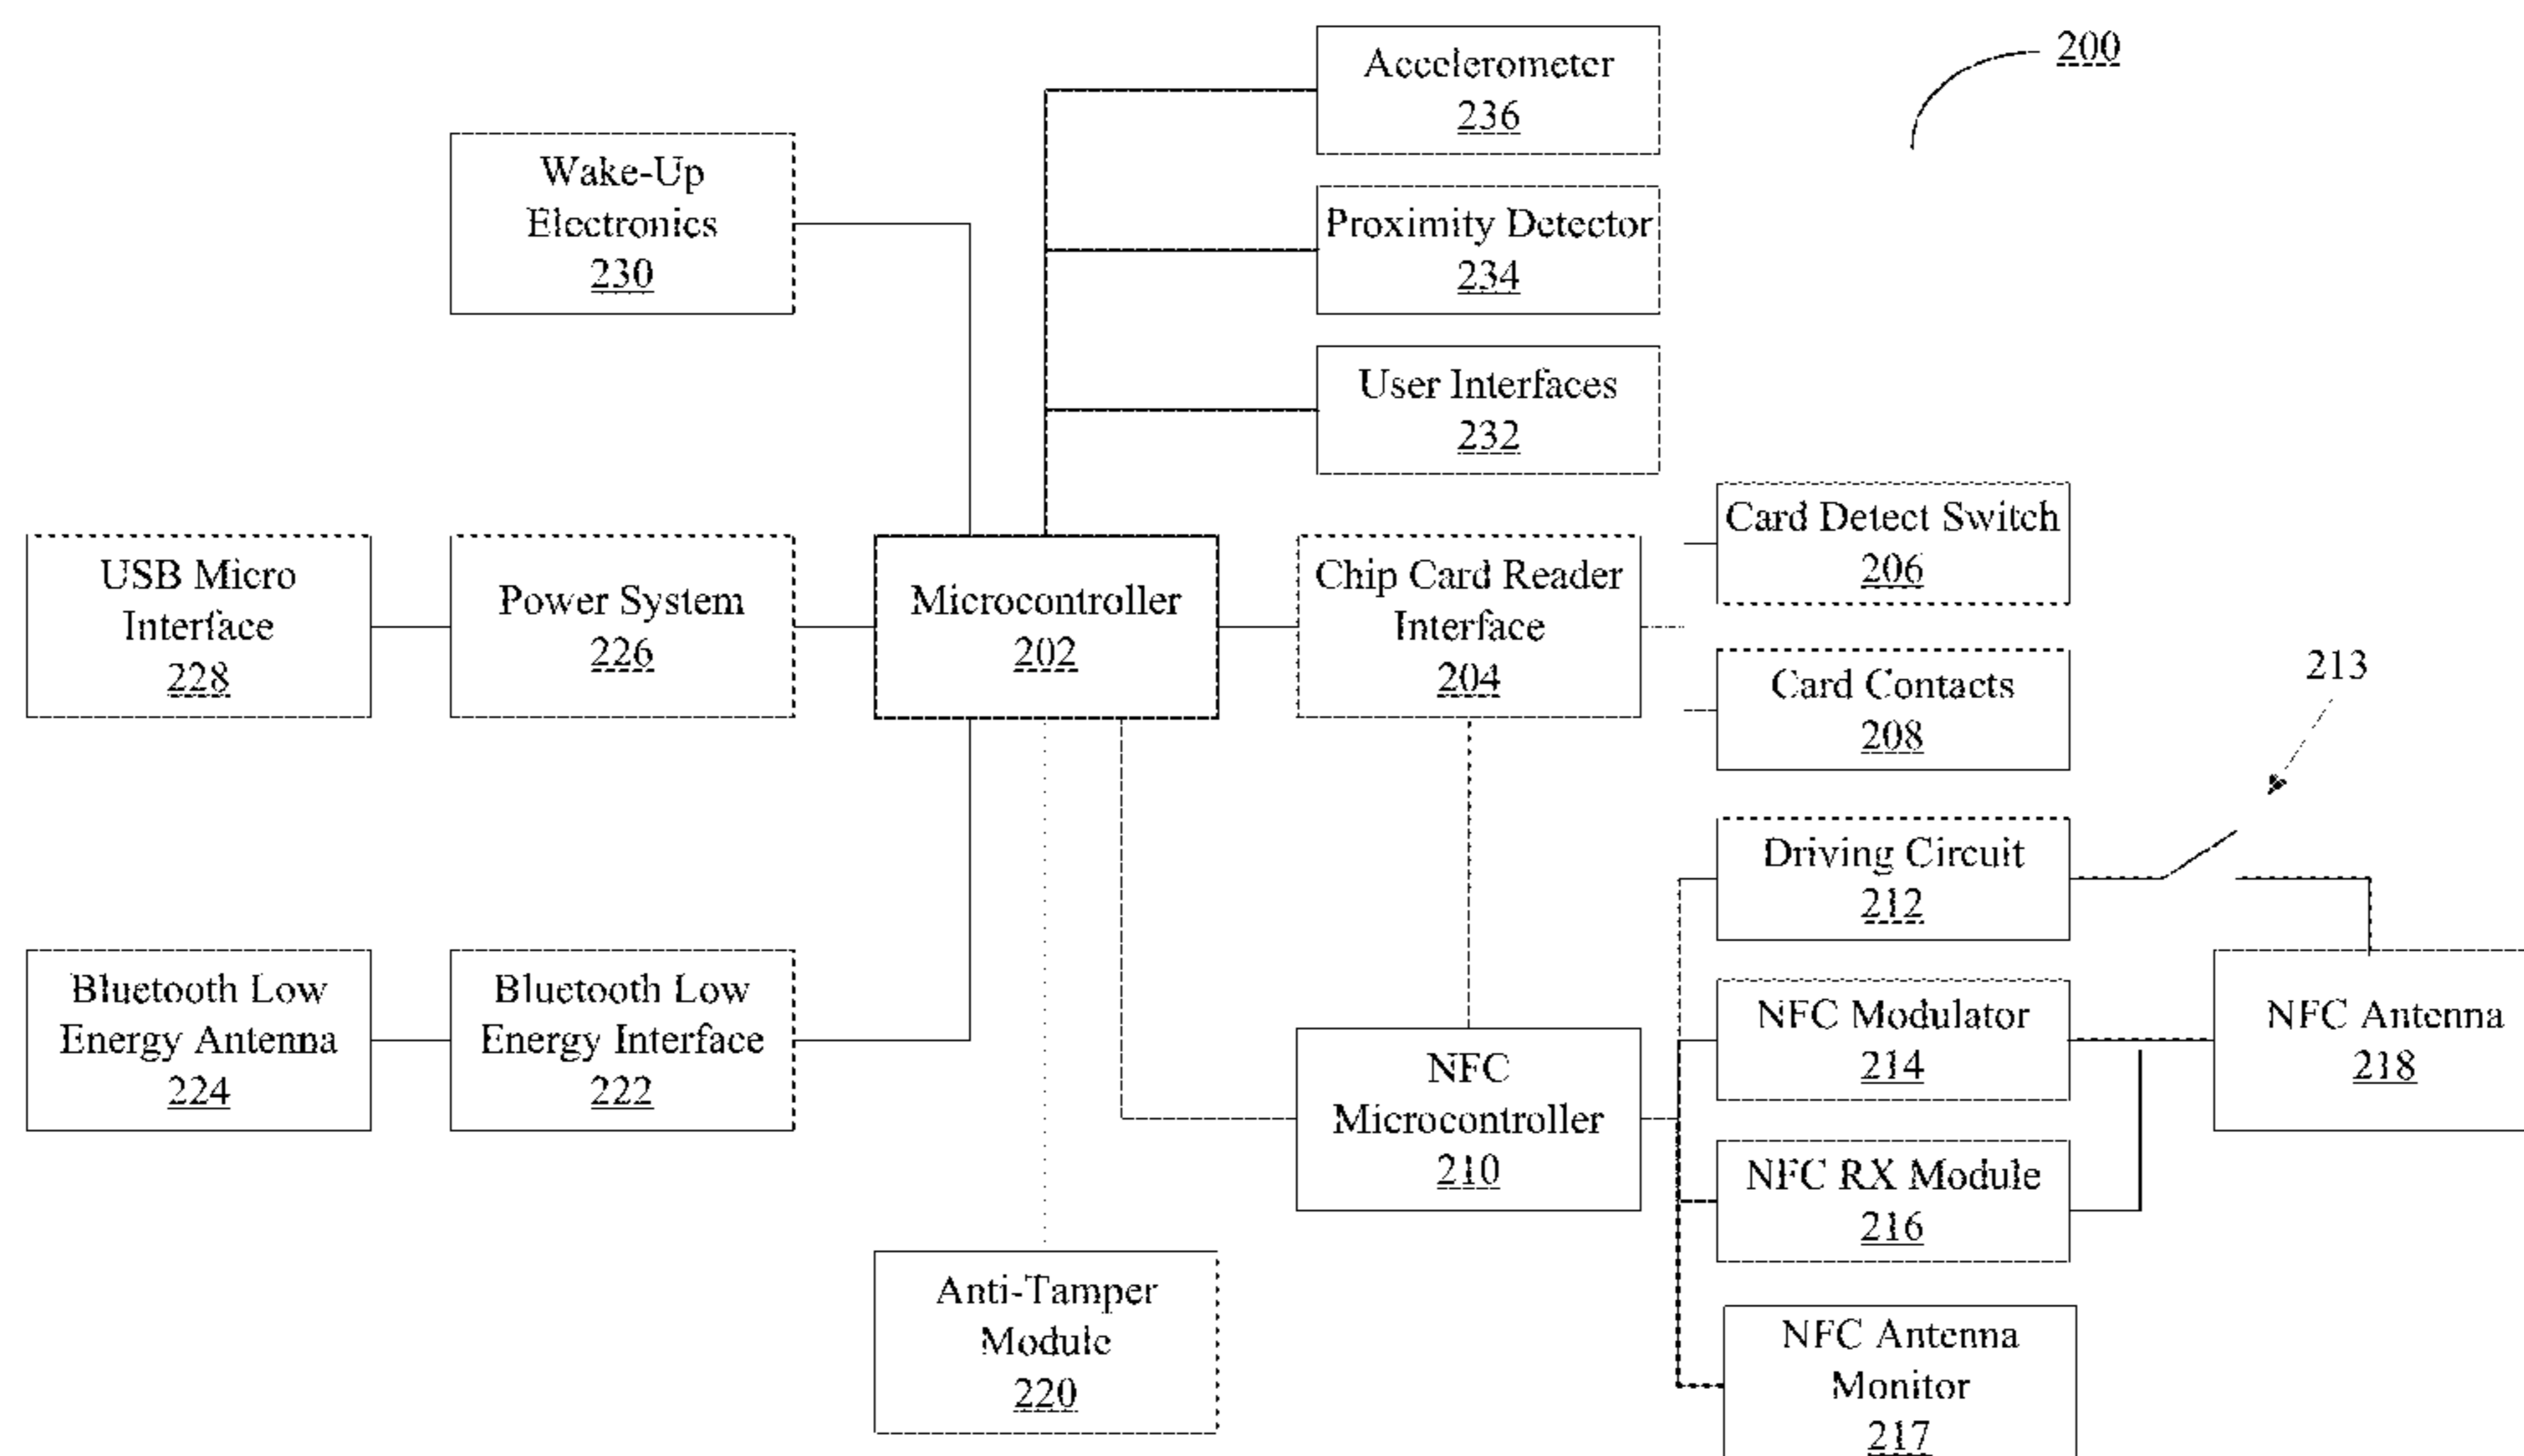 200
Accelerometer
236
Wake-Up
Electronics
230
Proximity Detector
234
User Interfaces
232
Card Detect Switch
206
USB Micro
Interface
228
Power System
226
Microcontroller
202
Chip Card Reader
Interface
204
Card Contacts
208
213
Driving Circuit
212
Bluetooth Low
Energy Antenna
224
Bluetooth Low
Energy Interface
222
NFC
Microcontroller
210
NFC Modulator
214
NFC Antenna
218
NFC RX Module
216
Anti-Tamper
Module
220
NFC Antenna
Monitor
217